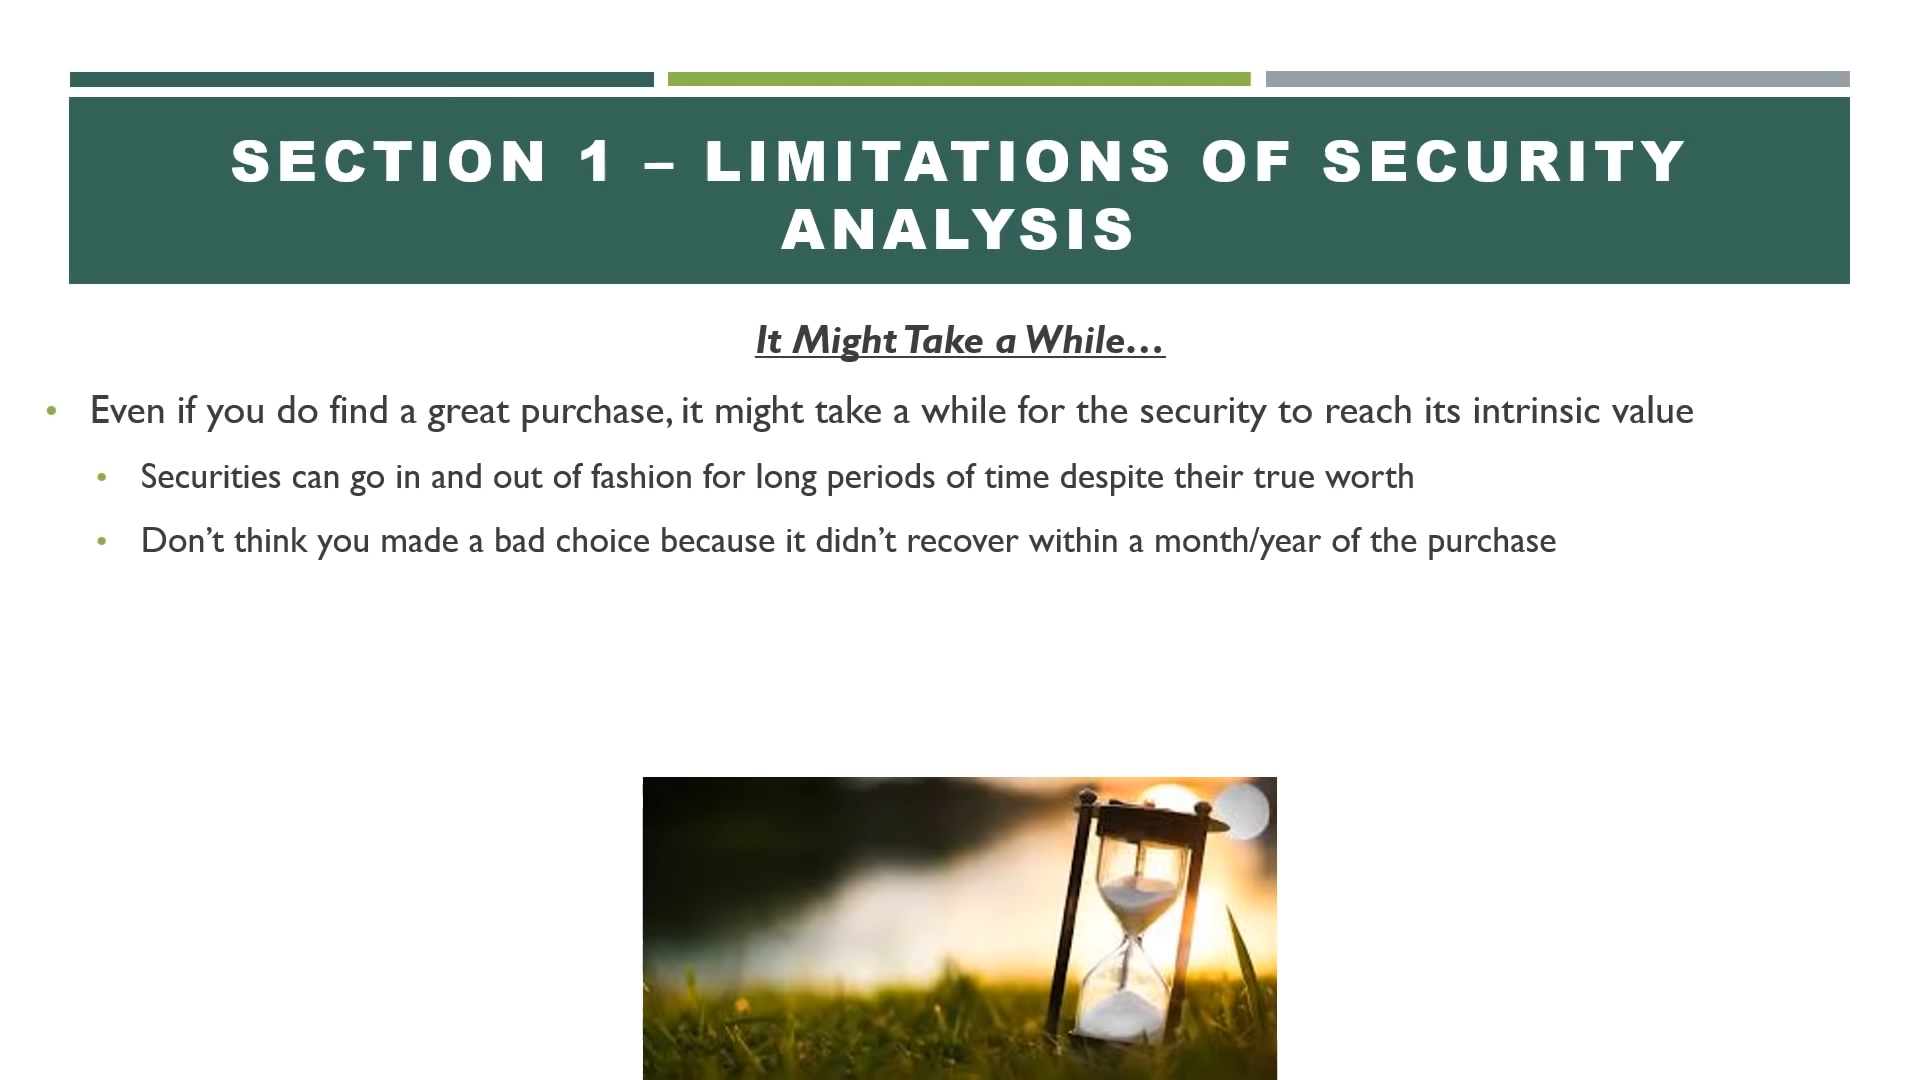 SECTION 1 – LIMITATIONS OF SECURITY
ANALYSIS
It Might Take a While…
• Even if you do find a great purchase, it might take a while for the security to reach its intrinsic value
• Securities can go in and out of fashion for long periods of time despite their true worth
• Don’t think you made a bad choice because it didn’t recover within a month/year of the purchase